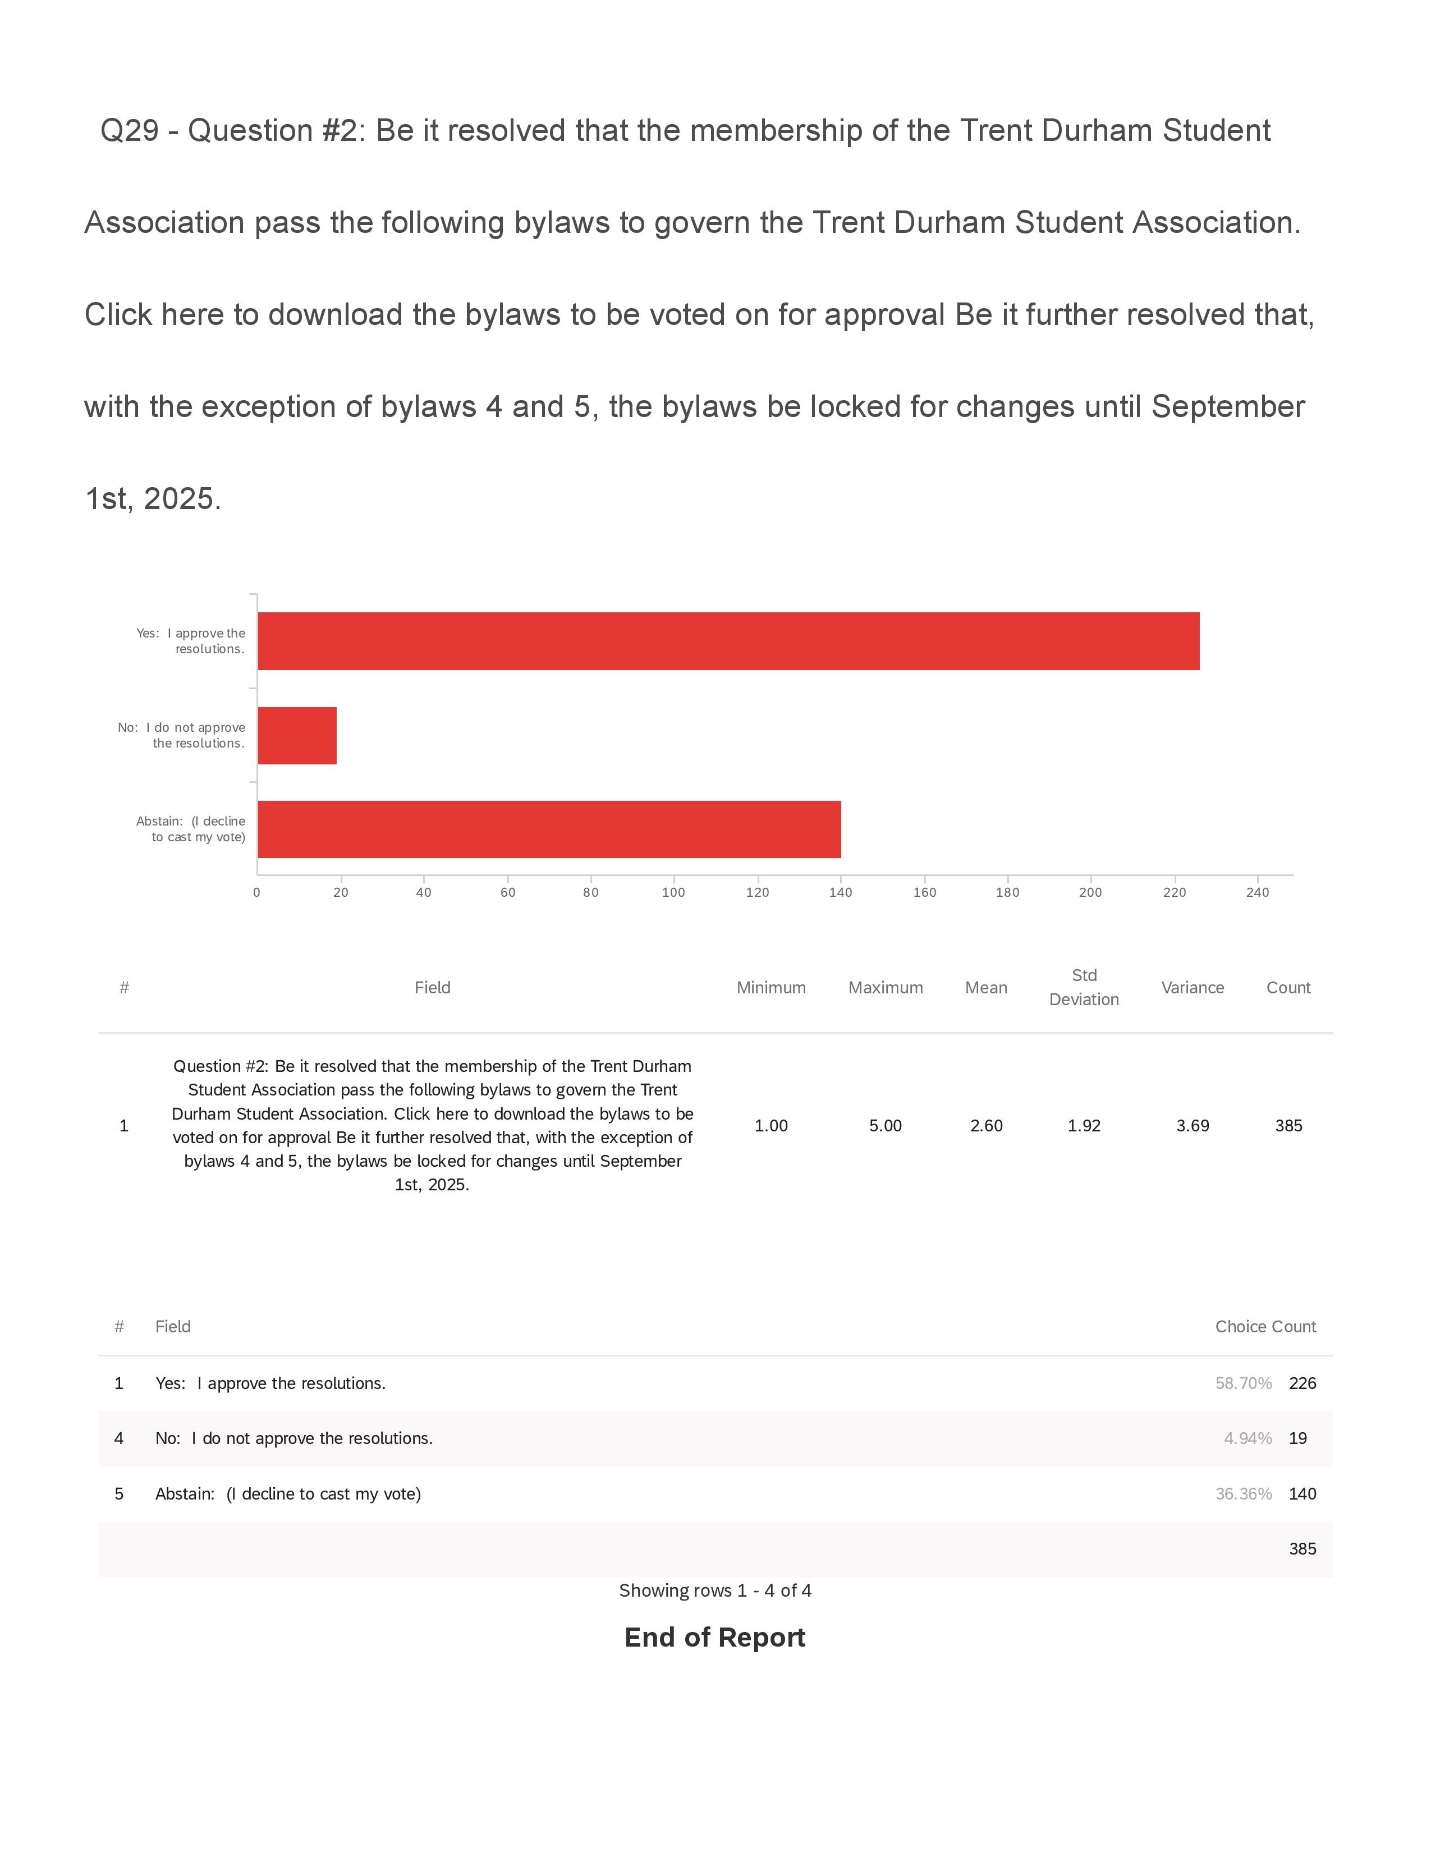 Q29 - Question #2: Be it resolved that the membership of the Trent Durham Student
Association pass the following bylaws to govern the Trent Durham Student Association.
Click here to download the bylaws to be voted on for approval Be it further resolved that,
with the exception of bylaws 4 and 5, the bylaws be locked for changes until September
1st, 2025.
Yes: I approve the
resolutions.
No: I do not approve
the resolutions.
Abstain: (I decline
to cast my vote)
0 20 40 60 80 100 120 140 160 180 200 220 240
# Field Minimum Maximum Mean Std Deviation Variance Count
Question #2: Be it resolved that the membership of the Trent Durham
Student Association pass the following bylaws to govern the Trent
Durham Student Association. Click here to download the bylaws to be
1 voted on for approval Be it further resolved that, with the exception of 1.00 5.00 2.60 1.92 3.69 385
bylaws 4 and 5, the bylaws be locked for changes until September
1st, 2025.
# Field Choice Count
1 Yes: I approve the resolutions. 58.70% 226
4 No: I do not approve the resolutions. 4.94% 19
5 Abstain: (I decline to cast my vote) 36.36% 140
385
Showing rows 1 - 4 of 4
End of Report